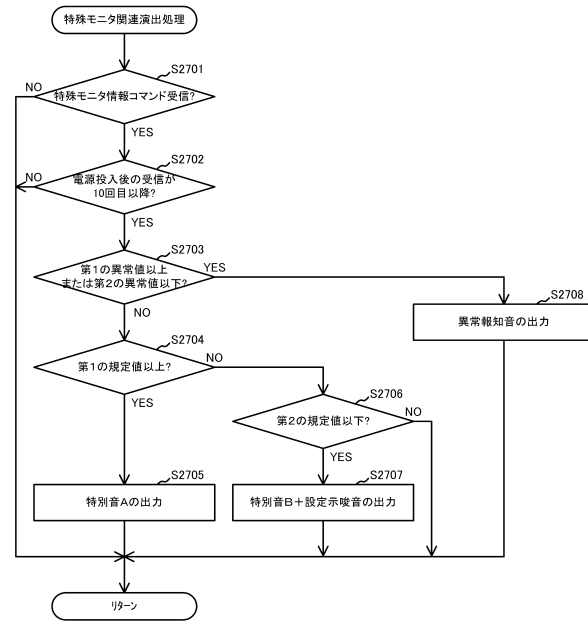 特殊モニタ関連演出処理
S2701
NO
特殊モニタ情報コマンド受信?
YES
S2702
NO
電源投入後の受信が
10回目以降?
YES
S2703
第1の異常値以上
または第2の異常値以下?
YES
NO
S2708
異常報知音の出力
S2704
第1の規定値以上?
NO
YES
S2706
第2の規定値以下?
NO
YES
S2705
特別音Aの出力
S2707
特別音B+設定示唆音の出力
リターン